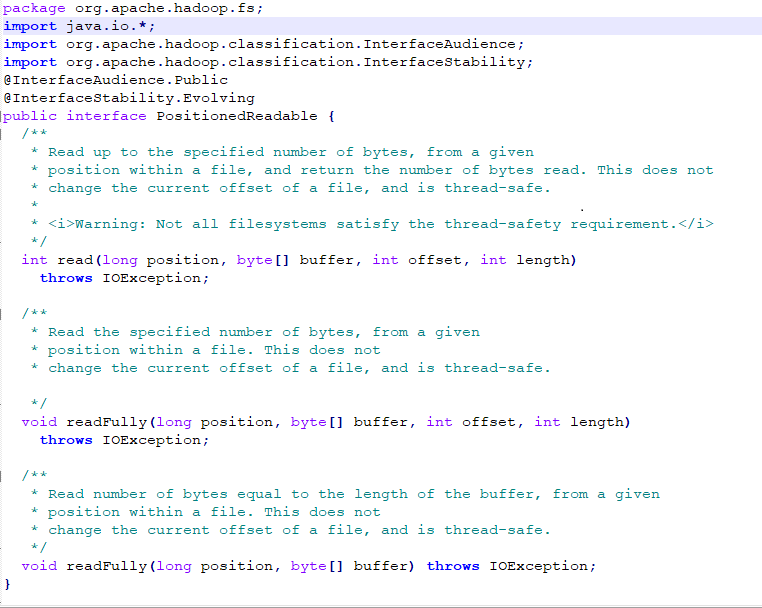 package org.apache.hadoop.fs;
import java.io.*;
import org.apache.hadoop.classification.InterfaceAudience;
import org.apache.hadoop.classification.InterfaceStability;
@InterfaceAudience.Public
@InterfaceStability.Evolving
public interface PositionedReadable {
  /**
   * Read up to the specified number of bytes, from a given
   * position within a file, and return the number of bytes read. This does not
   * change the current offset of a file, and is thread-safe.
   *
   * <i>Warning: Not all filesystems satisfy the thread-safety requirement.</i>
   */
  int read(long position, byte[] buffer, int offset, int length)
    throws IOException;

  /**
   * Read the specified number of bytes, from a given
   * position within a file. This does not
   * change the current offset of a file, and is thread-safe.

   */
  void readFully(long position, byte[] buffer, int offset, int length)
    throws IOException;

  /**
   * Read number of bytes equal to the length of the buffer, from a given
   * position within a file. This does not
   * change the current offset of a file, and is thread-safe.
   */
  void readFully(long position, byte[] buffer) throws IOException;
}